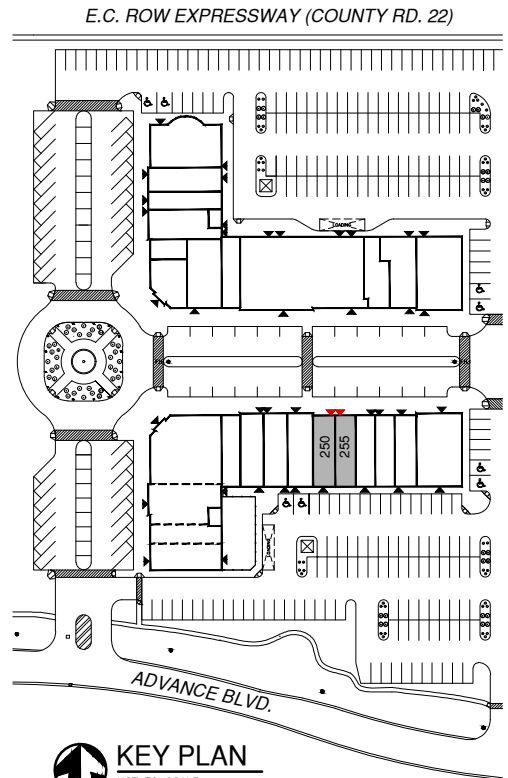 E.C. ROW EXPRESSWAY (COUNTY RD. 22)
LOADING
250
255
LOADING
ADVANCE BLVD.
KEY PLAN